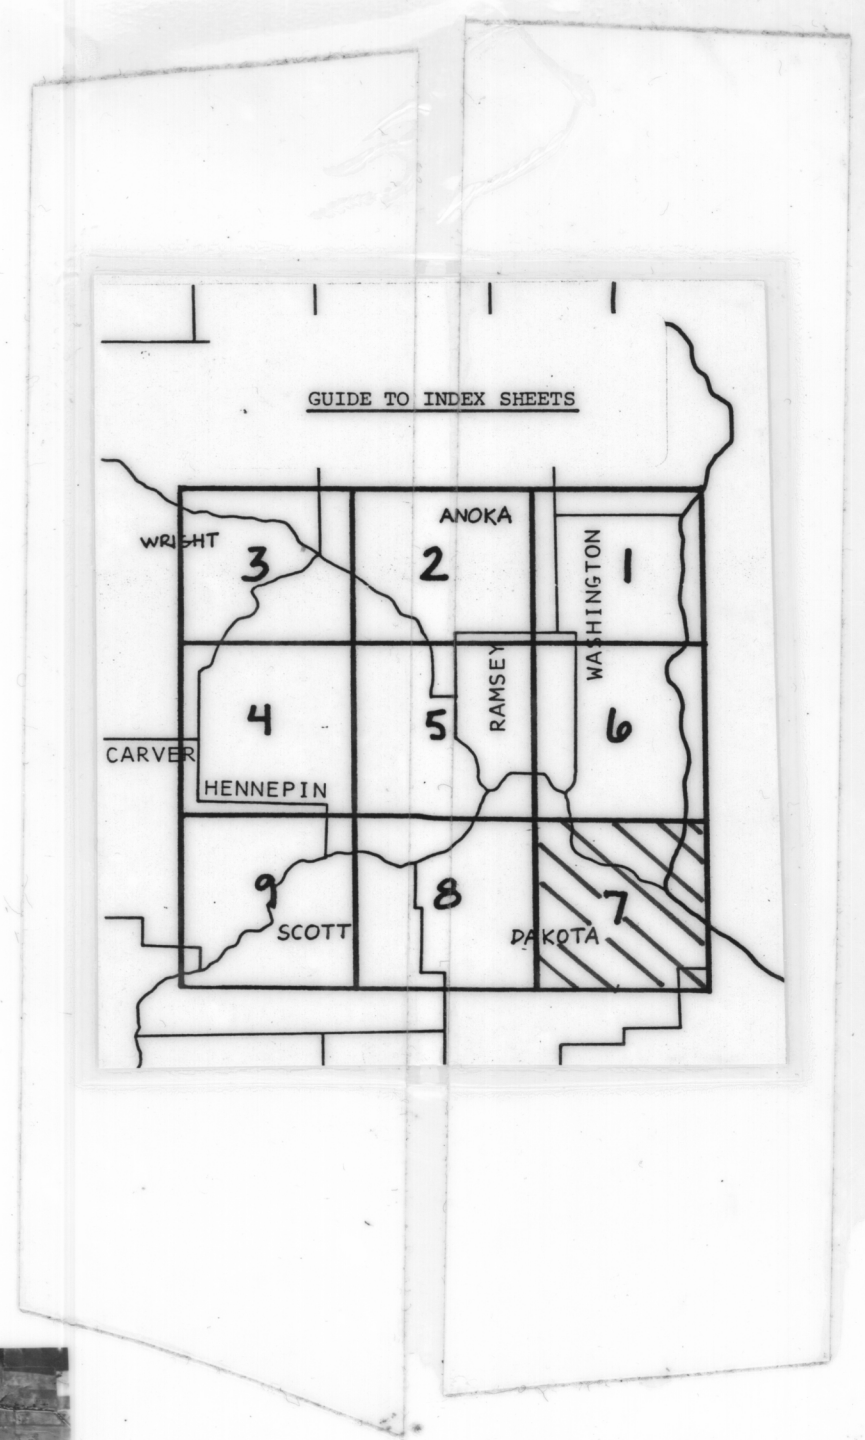 GUIDE TO INDEX SHEETS
ANOKA
WRIGHT
3
2
1
WASHINGTON
RAMSEY
4
5
6
CARVER
HENNEPIN
9
8
7
SCOTT
DAKOTA